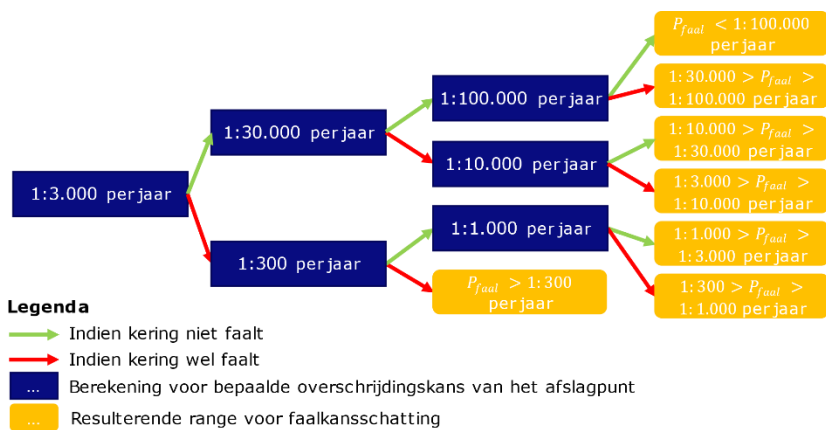 P_faal < 1:100.000
per jaar
1:30.000 > P_faal >
1:100.000 per jaar
1:100.000 per jaar
1:30.000 per jaar
1:10.000 > P_faal >
1:30.000 per jaar
1:10.000 per jaar
1:3.000 per jaar
1:3.000 > P_faal >
1:10.000 per jaar
1:1.000 per jaar
1:1.000 > P_faal >
1:3.000 per jaar
1:300 per jaar
P_faal > 1:300
per jaar
1:300 > P_faal >
1:1.000 per jaar
Legenda
Indien kering niet faalt
Indien kering wel faalt
... Berekening voor bepaalde overschrijdingskans van het afslagpunt
... Resulterende range voor faalkansschatting